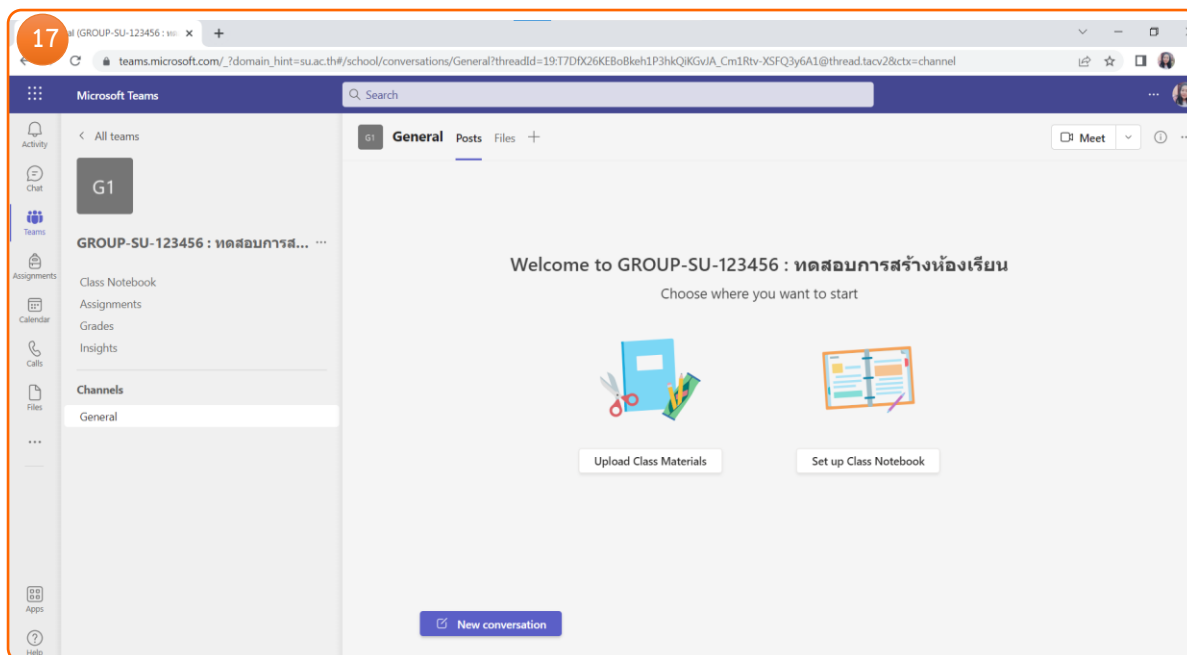 17
al (GROUP-SU-123456 :
teams.microsoft.com/_?domain_hint=su.ac.th#/school/conversations/General?threadId=19:T7DfX26KEBoBkeh1P3hkQiKGvJA_Cm1Rtv-XSFQ3y6A1@thread.tacv2&ctx=channel
Microsoft Teams
Search
Activity
Chat
Teams
Assignments
Calendar
Calls
Files
...
Apps
Help
< All teams
G1
GROUP-SU-123456 : ทดสอบการส... ...
Class Notebook
Assignments
Grades
Insights
Channels
General
G1 General Posts Files +
Meet
Welcome to GROUP-SU-123456 : ทดสอบการสร้างห้องเรียน
Choose where you want to start
Upload Class Materials
Set up Class Notebook
New conversation